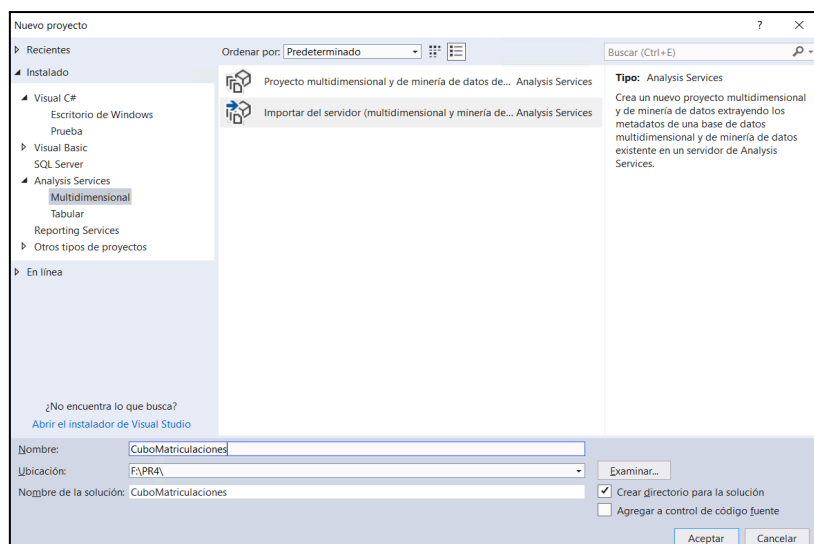 Nuevo proyecto
? ×
Recientes
Instalado
Visual C#
Escritorio de Windows
Prueba
Visual Basic
SQL Server
Analysis Services
Multidimensional
Tabular
Reporting Services
Otros tipos de proyectos
En línea
¿No encuentra lo que busca?
Abrir el instalador de Visual Studio
Ordenar por: Predeterminado
Proyecto multidimensional y de minería de datos de... Analysis Services
Importar del servidor (multidimensional y minería de... Analysis Services
Buscar (Ctrl+E)
Tipo: Analysis Services
Crea un nuevo proyecto multidimensional
y de minería de datos extrayendo los
metadatos de una base de datos
multidimensional y de minería de datos
existente en un servidor de Analysis
Services.
Nombre: CuboMatriculaciones
Ubicación: F:\PR4\
Nombre de la solución: CuboMatriculaciones
Examinar...
Crear directorio para la solución
Agregar a control de código fuente
Aceptar Cancelar